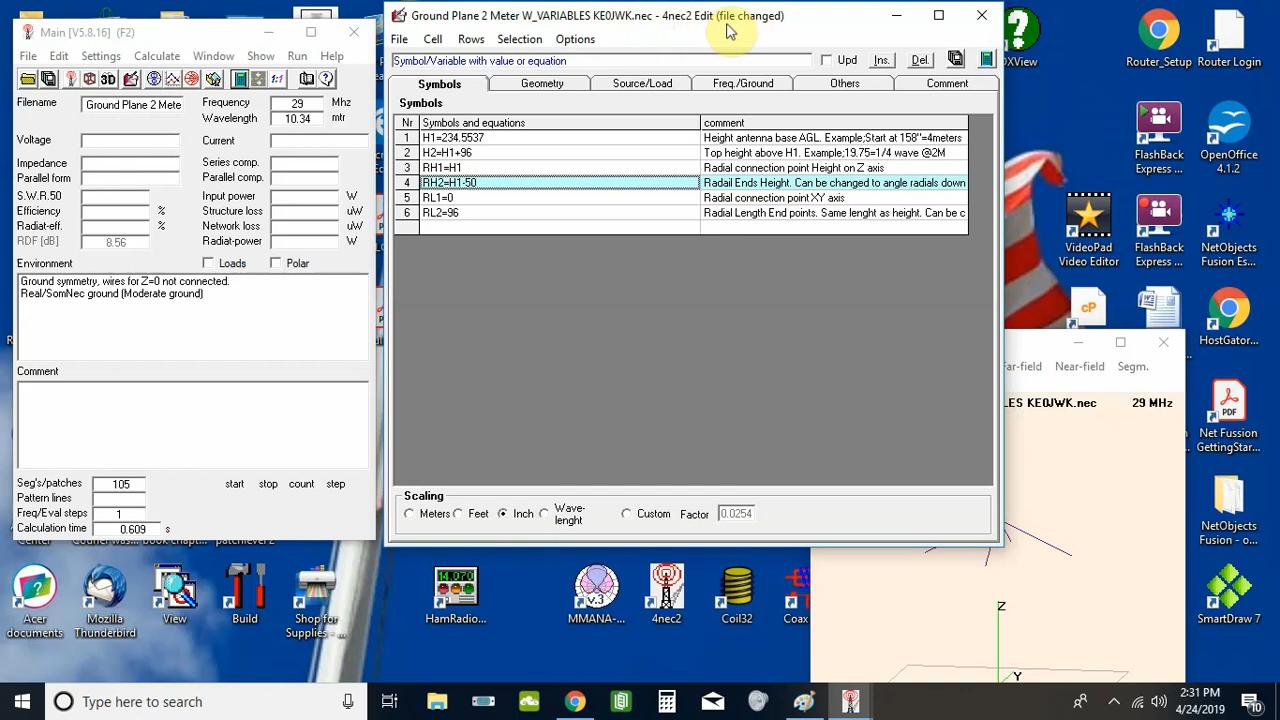 Ground Plane 2 Meter W_VARIABLES KE0JWK.nec - 4nec2 Edit (file changed)
File Cell Rows Selection Options
Symbol/Variable with value or equation
Upd Ins. Del.
Symbols Geometry Source/Load Freq./Ground Others Comment
Symbols
Nr Symbols and equations comment
1 H1=234.5537 Height antenna base AGL. Example;Start at 158"=4meters
2 H2=H1+96 Top height above H1. Example;19.75=1/4 wave @2M
3 RH1=H1 Radial connection point Height on Z axis
4 RH2=H1-50 Radail Ends Height. Can be changed to angle radials down
5 RL1=0 Radial connection point XY axis
6 RL2=96 Radial Length End points. Same lenght as height. Can be c
Scaling
Meters Feet Inch Wave-lenght Custom Factor 0.0254
Main [V5.8.16] (F2)
File Edit Settings Calculate Window Show Run Help
3D 1:1
Filename Ground Plane 2 Mete Frequency 29 Mhz
Wavelength 10.34 mtr
Voltage Current
Impedance Series comp.
Parallel form Parallel comp.
S.W.R.50 Input power W
Efficiency % Structure loss uW
Radiat-eff. % Network loss uW
RDF [dB] 8.56 Radiat-power W
Environment Loads Polar
Ground symmetry, wires for Z=0 not connected.
Real/SomNec ground (Moderate ground)
Comment
Seg's/patches 105 start stop count step
Pattern lines
Freq/Eval steps 1
Calculation time 0.609 s
DXView
Router_Setup
Router Login
FlashBack Express ...
OpenOffice 4.1.2
VideoPad Video Editor
FlashBack Express ...
NetObjects Fusion Es...
HostGator...
PDF
Net Fussion GettingStar...
NetObjects Fusion - o...
SmartDraw 7
ar-field Near-field Segm.
LES KE0JWK.nec 29 MHz
Z
Y
Acer documents
Mozilla Thunderbird
View
Build
Shop for Supplies - ...
14.070
HamRadio...
v.3
MMANA-...
4nec2
Coil32
Coax
Type here to search
2:31 PM
4/24/2019
10